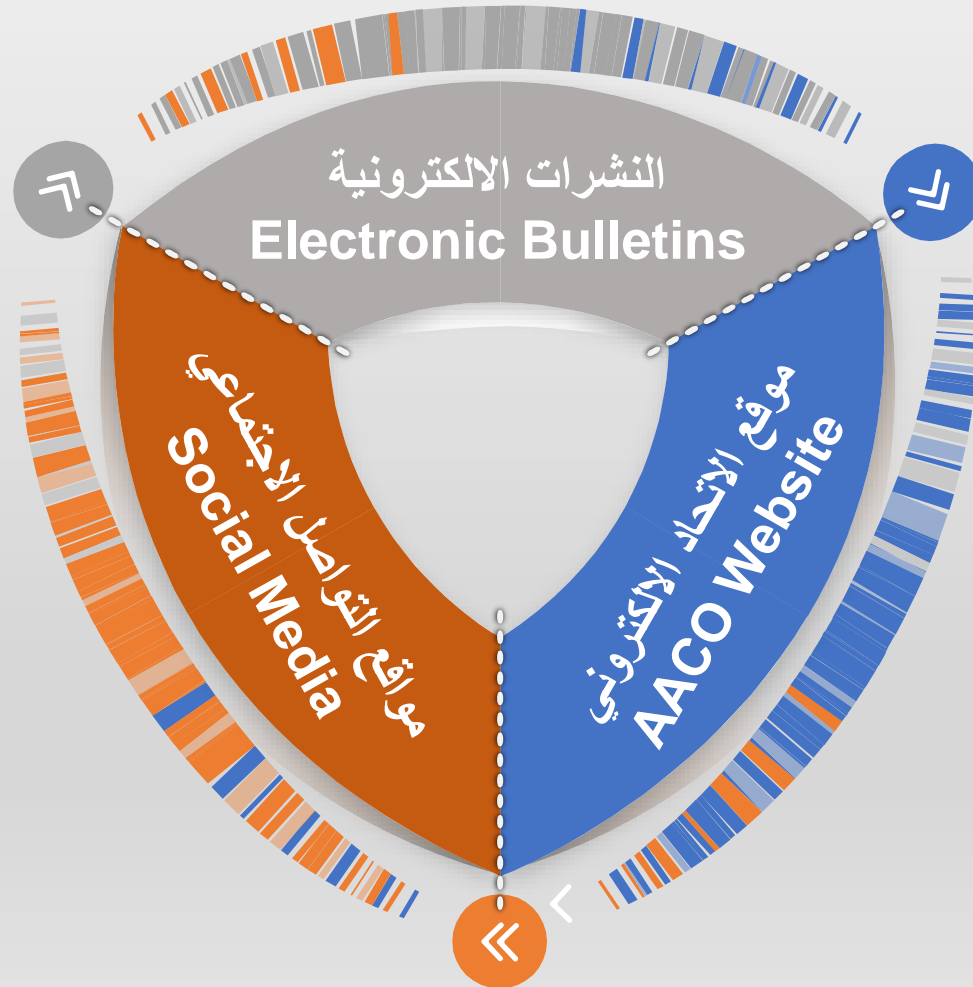 النشرات الالكترونية
Electronic Bulletins
موقع الاتحاد الالكتروني
AACO Website
مواقع التواصل الاجتماعي
Social Media